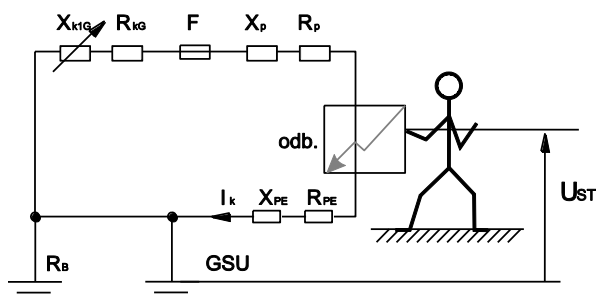 Xk1G RkG F Xp Rp
odb.
Ik XPE RPE
UST
RB GSU